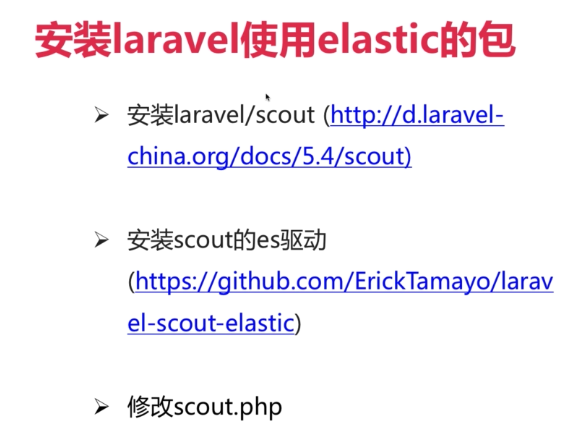 安装laravel使用elastic的包
➢ 安装laravel/scout (http://d.laravel-
china.org/docs/5.4/scout)
➢ 安装scout的es驱动
(https://github.com/ErickTamayo/larav
el-scout-elastic)
➢ 修改scout.php